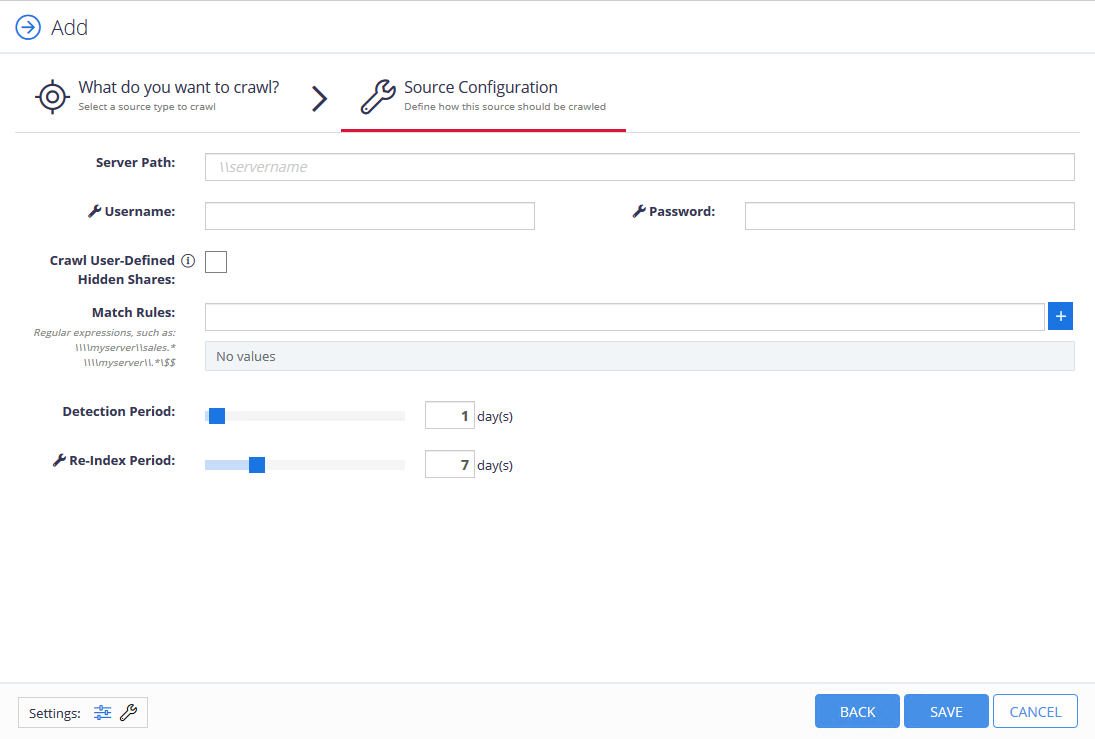 Add
What do you want to crawl?
Select a source type to crawl
Source Configuration
Define how this source should be crawled
Server Path:
\\servername
Username:
Password:
Crawl User-Defined
Hidden Shares:
Match Rules:
Regular expressions, such as:
\\\\myserver\\sales.*
\\\\myserver\\.*\$$
+
No values
Detection Period:
1 day(s)
Re-Index Period:
7 day(s)
Settings:
BACK
SAVE
CANCEL